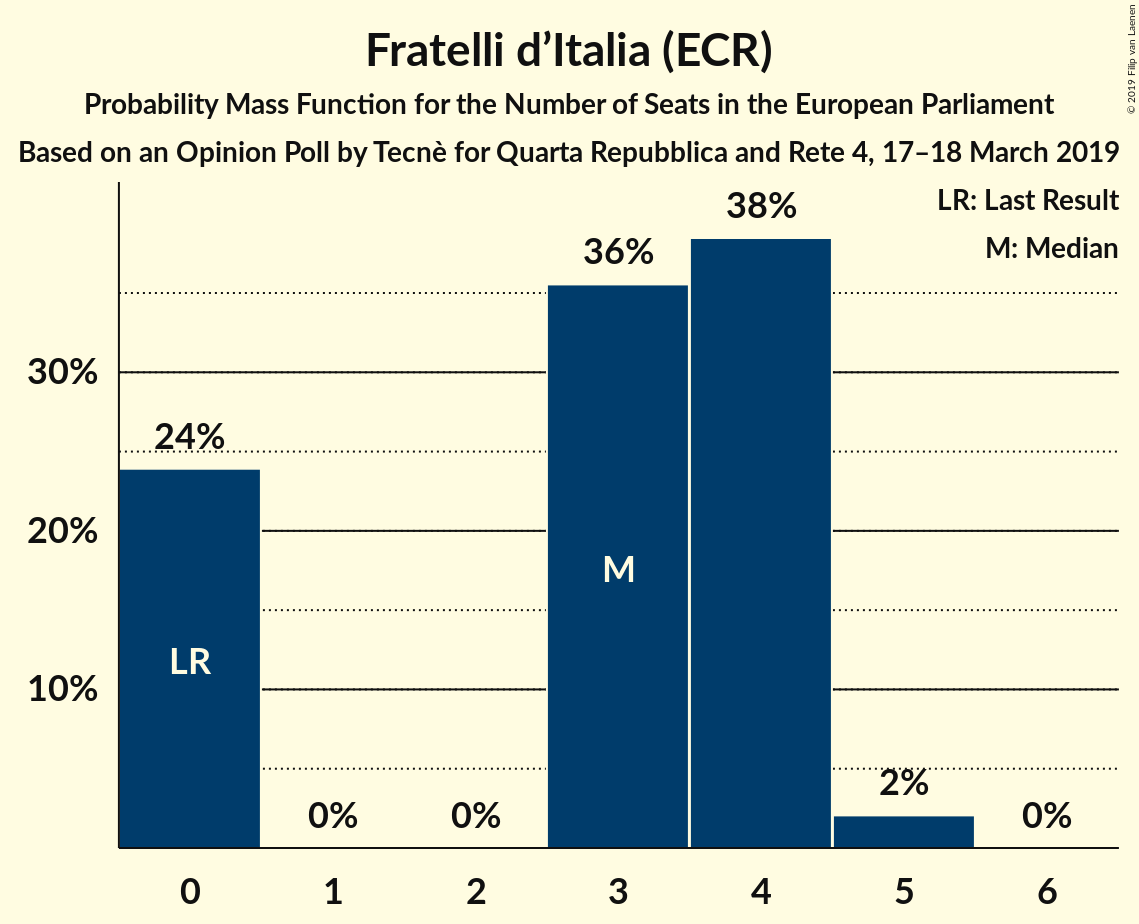 Fratelli d’Italia (ECR)
Probability Mass Function for the Number of Seats in the European Parliament
Based on an Opinion Poll by Tecnè for Quarta Repubblica and Rete 4, 17–18 March 2019
© 2019 Filip van Laenen
LR: Last Result
M: Median
38%
36%
30%
24%
20%
M
LR
10%
2%
0%
0%
0%
0 1 2 3 4 5 6